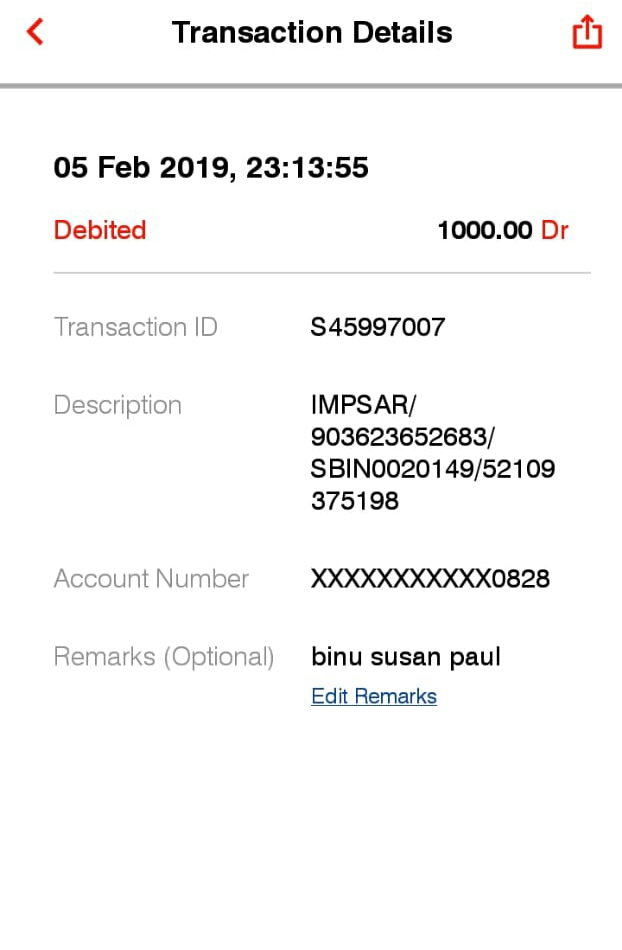 Transaction Details
05 Feb 2019, 23:13:55
Debited 1000.00 Dr
Transaction ID S45997007
Description IMPSAR/
903623652683/
SBIN0020149/52109
375198
Account Number XXXXXXXXXXX0828
Remarks (Optional) binu susan paul
Edit Remarks